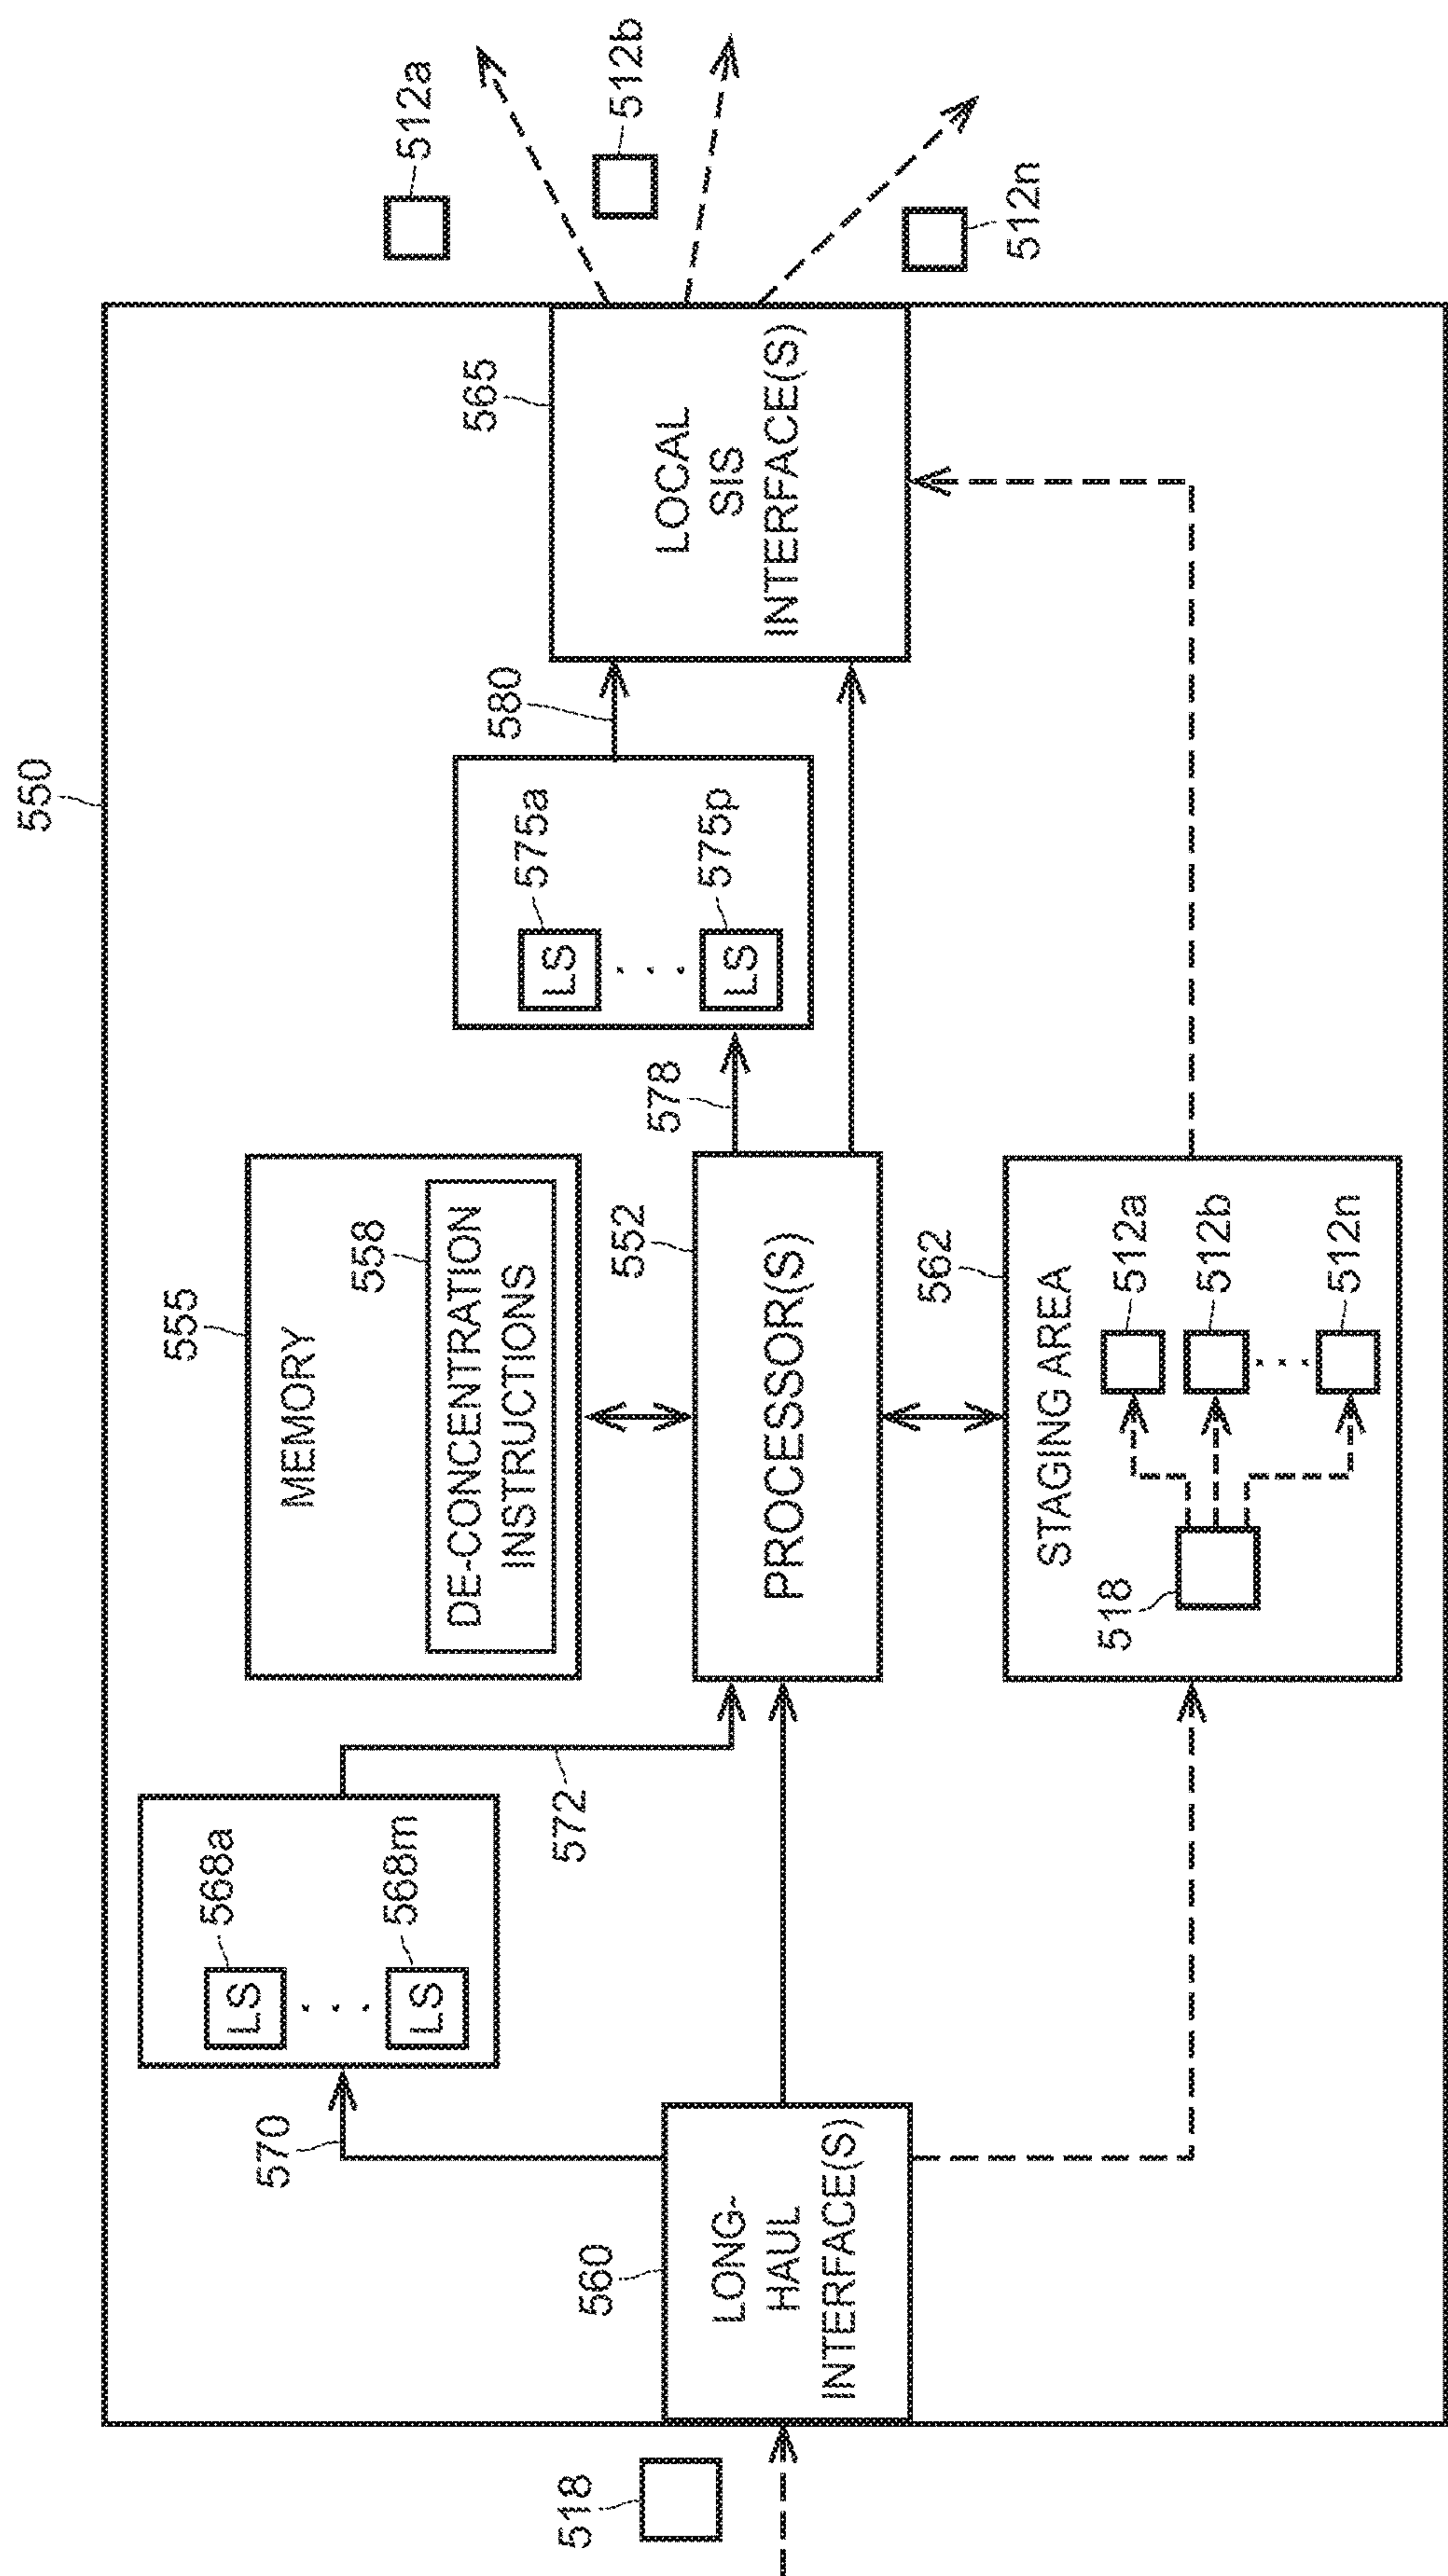 550
518
560
LONG-
HAUL
INTERFACE(S)
570
LS
568a
. . .
LS
568m
572
555
MEMORY
558
DE-CONCENTRATION
INSTRUCTIONS
552
PROCESSOR(S)
562
STAGING AREA
518
512a
512b
. . .
512n
578
LS
575a
. . .
LS
575p
580
565
LOCAL
SIS
INTERFACE(S)
512a
512b
512n